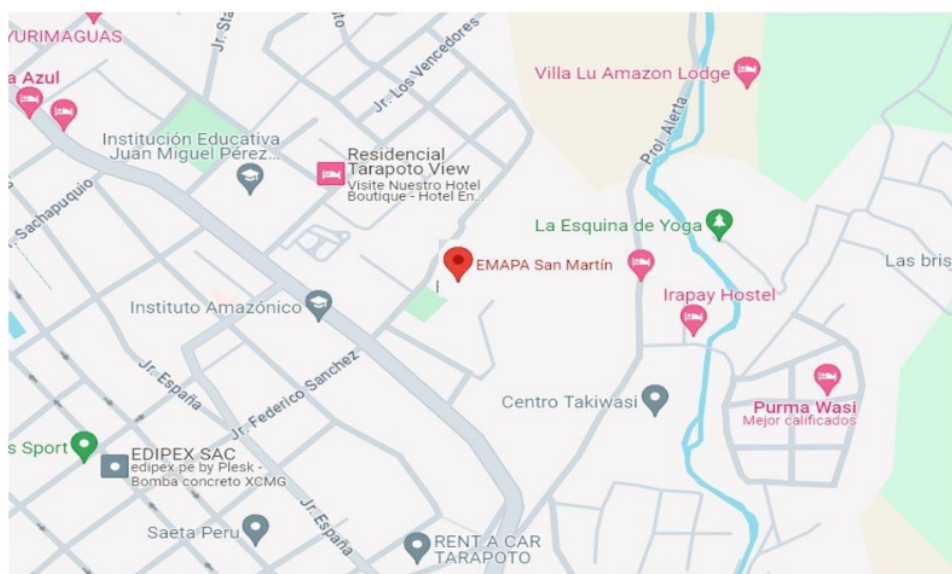 YURIMAGUAS
Jr. Sta
a Azul
Jr. Los Vencedores
Villa Lu Amazon Lodge
Prol. Alerta
Institución Educativa
Juan Miguel Pérez...
Residencial
Tarapoto View
Visite Nuestro Hotel
Boutique - Hotel En...
Sachapuquio
La Esquina de Yoga
EMAPA San Martín
Las bris
Instituto Amazónico
Irapay Hostel
Jr. España
Jr. Federico Sanchez
Centro Takiwasi
Purma Wasi
Mejor calificados
s Sport
EDIPEX SAC
edipex.pe by Plesk -
Bomba concreto XCMG
Jr. España
Saeta Peru
RENT A CAR
TARAPOTO